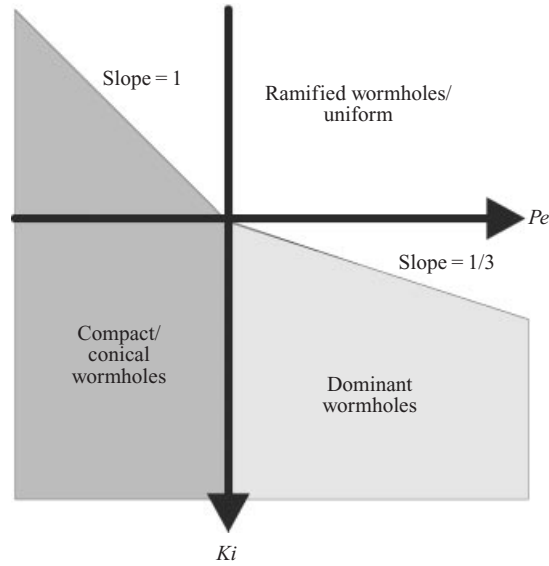 Slope = 1
Ramified wormholes/
uniform
Pe
Slope = 1/3
Compact/
conical
wormholes
Dominant
wormholes
Ki